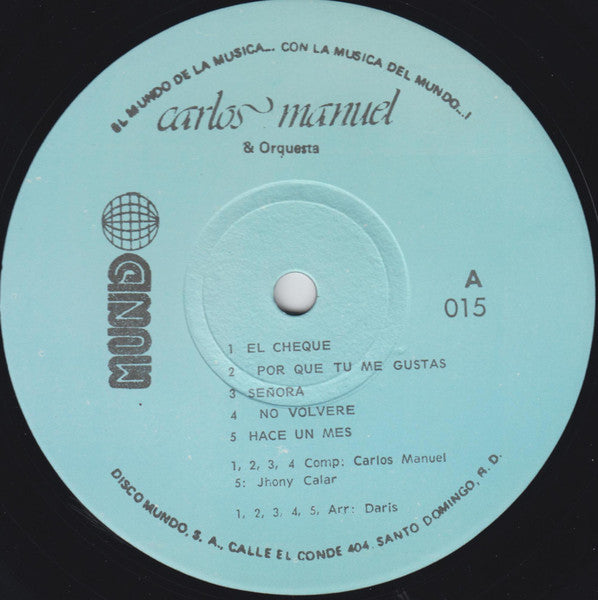 EL MUNDO DE LA MUSICA... CON LA MUSICA DEL MUNDO...!
carlos manuel
& Orquesta
MUNDO
A
015
1 EL CHEQUE
2 POR QUE TU ME GUSTAS
3 SEÑORA
4 NO VOLVERE
5 HACE UN MES
1, 2, 3, 4 Comp: Carlos Manuel
5: Jhony Calar
1, 2, 3, 4, 5, Arr: Daris
DISCO MUNDO, S. A., CALLE EL CONDE 404. SANTO DOMINGO, R. D.